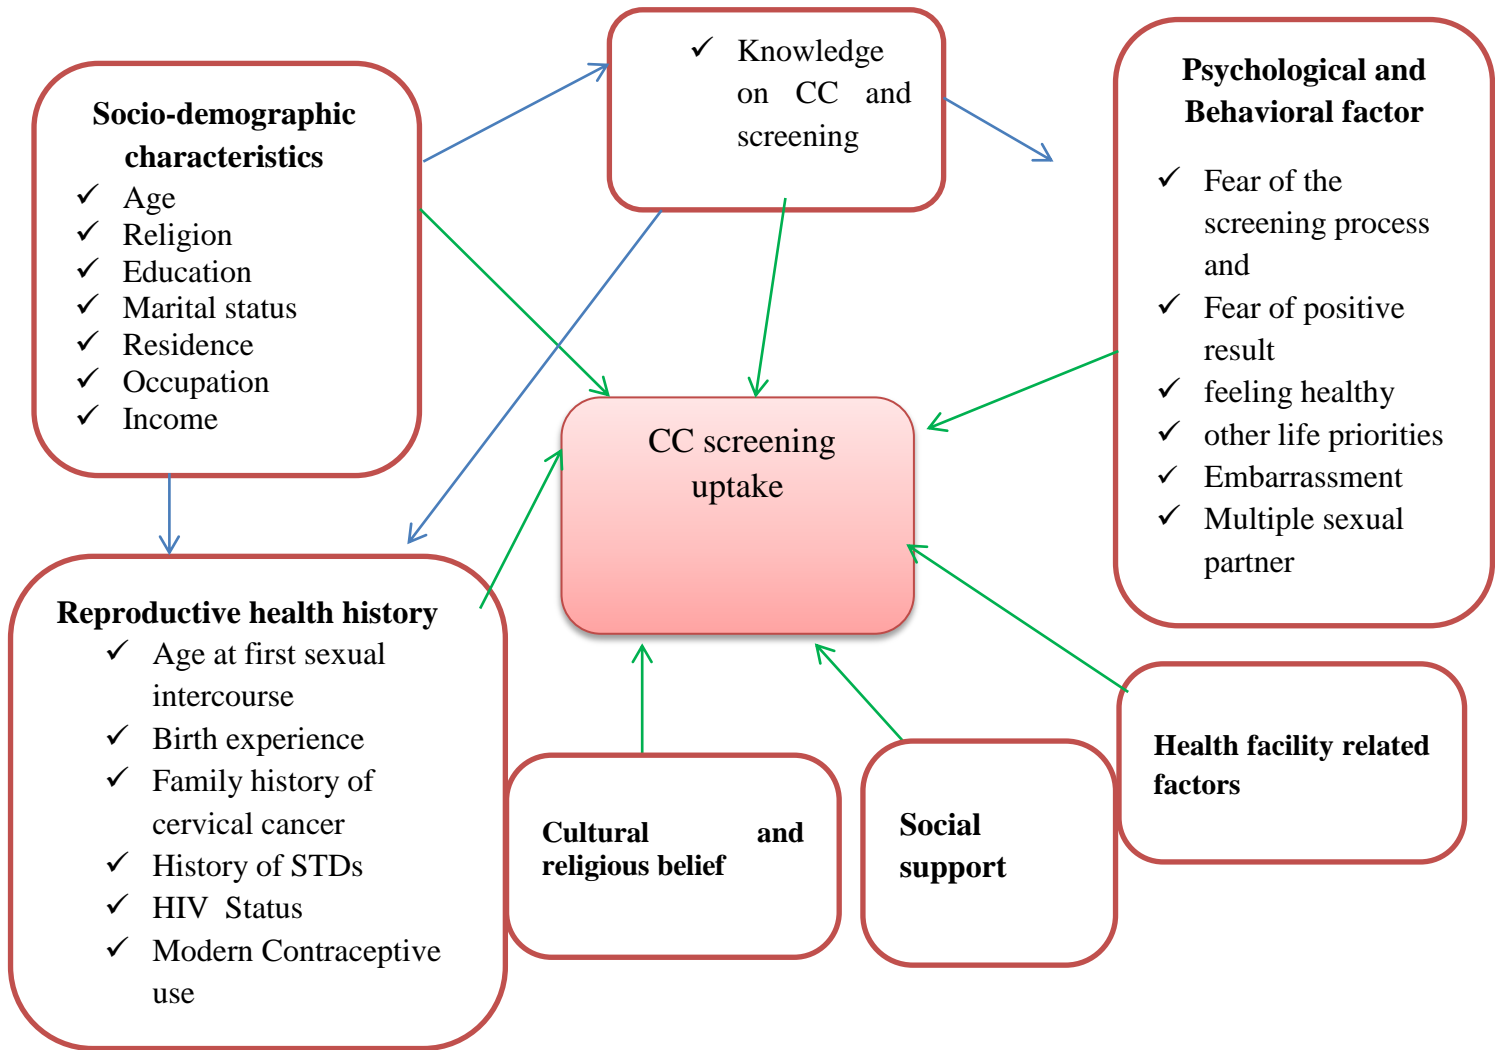 Socio-demographic
characteristics
✓ Age
✓ Religion
✓ Education
✓ Marital status
✓ Residence
✓ Occupation
✓ Income
✓ Knowledge
on CC and
screening
Psychological and
Behavioral factor
✓ Fear of the
screening process
and
✓ Fear of positive
result
✓ feeling healthy
✓ other life priorities
✓ Embarrassment
✓ Multiple sexual
partner
CC screening
uptake
Reproductive health history
✓ Age at first sexual
intercourse
✓ Birth experience
✓ Family history of
cervical cancer
✓ History of STDs
✓ HIV Status
✓ Modern Contraceptive
use
Cultural and
religious belief
Social
support
Health facility related
factors